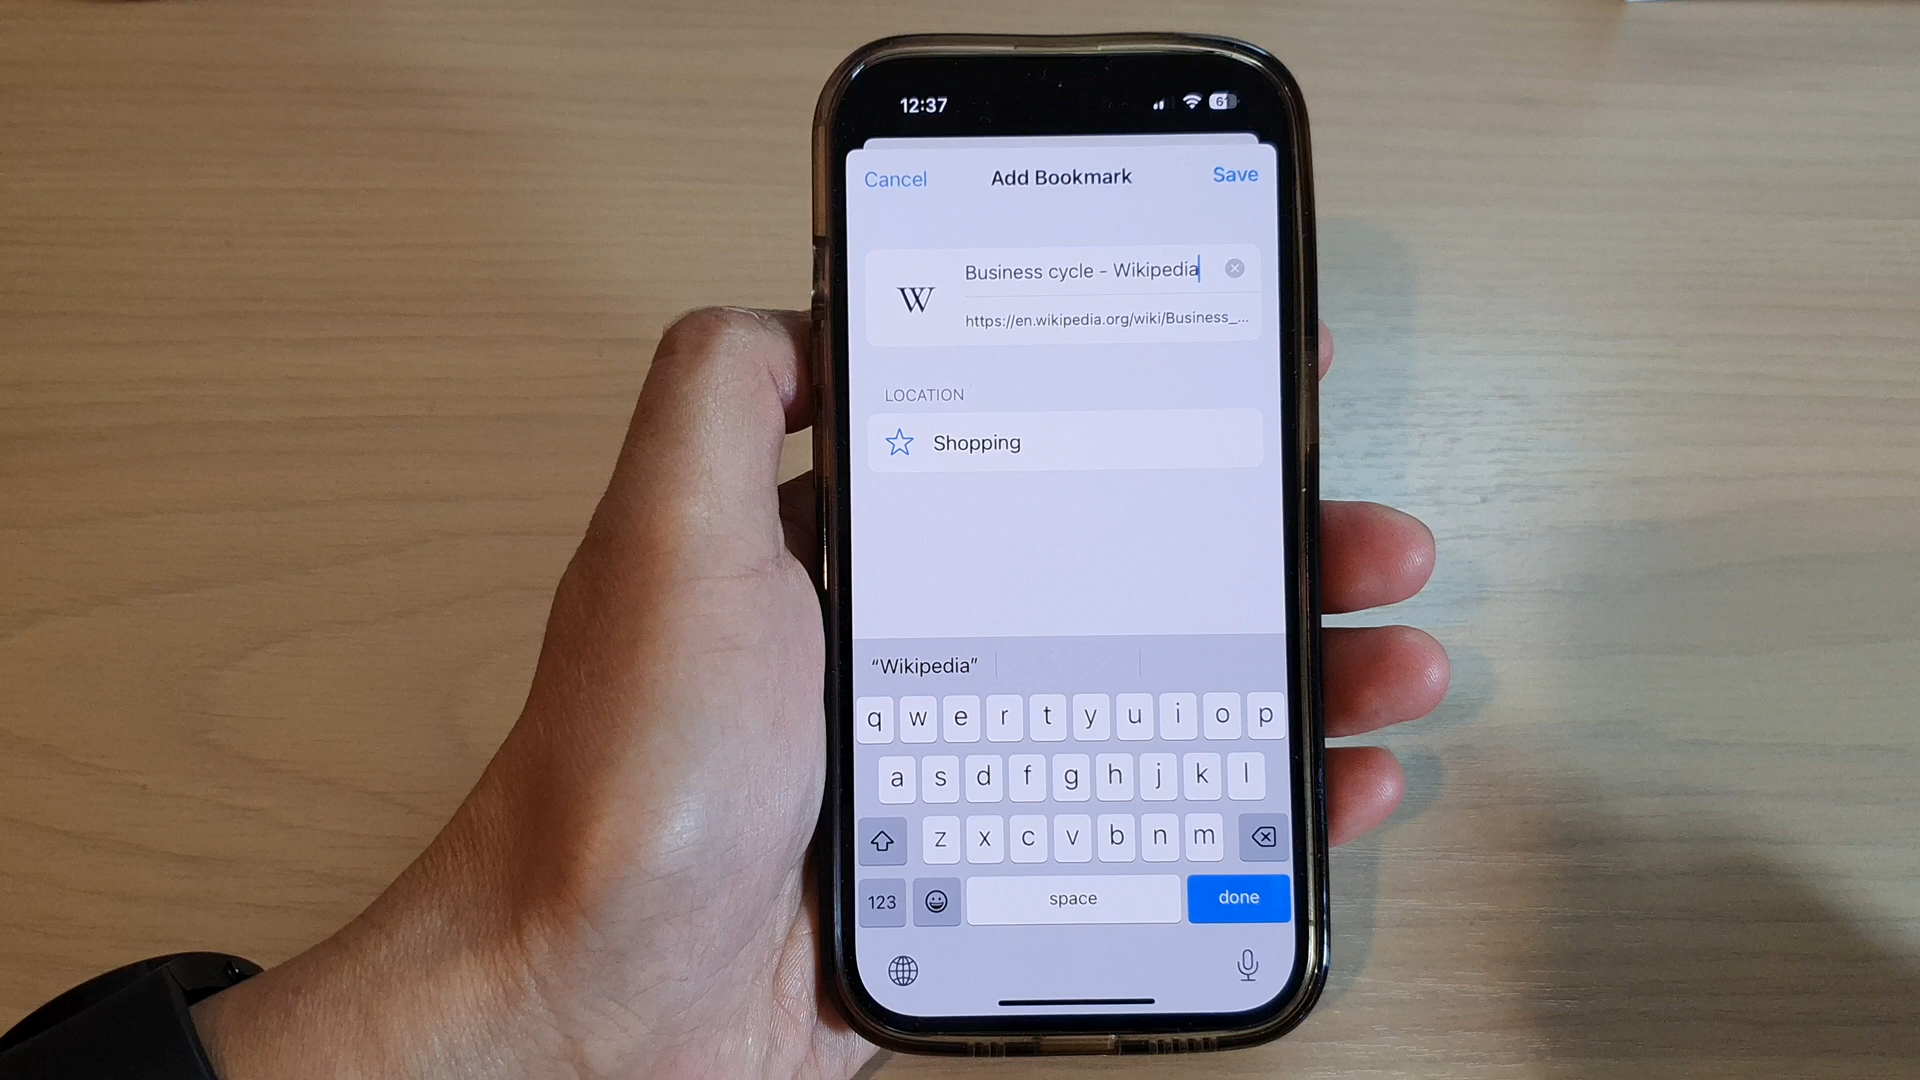 12:37
61
Cancel Add Bookmark Save
Business cycle - Wikipedia
W
https://en.wikipedia.org/wiki/Business_...
LOCATION
Shopping
“Wikipedia”
q w e r t y u i o p
a s d f g h j k l
z x c v b n m
123 space done